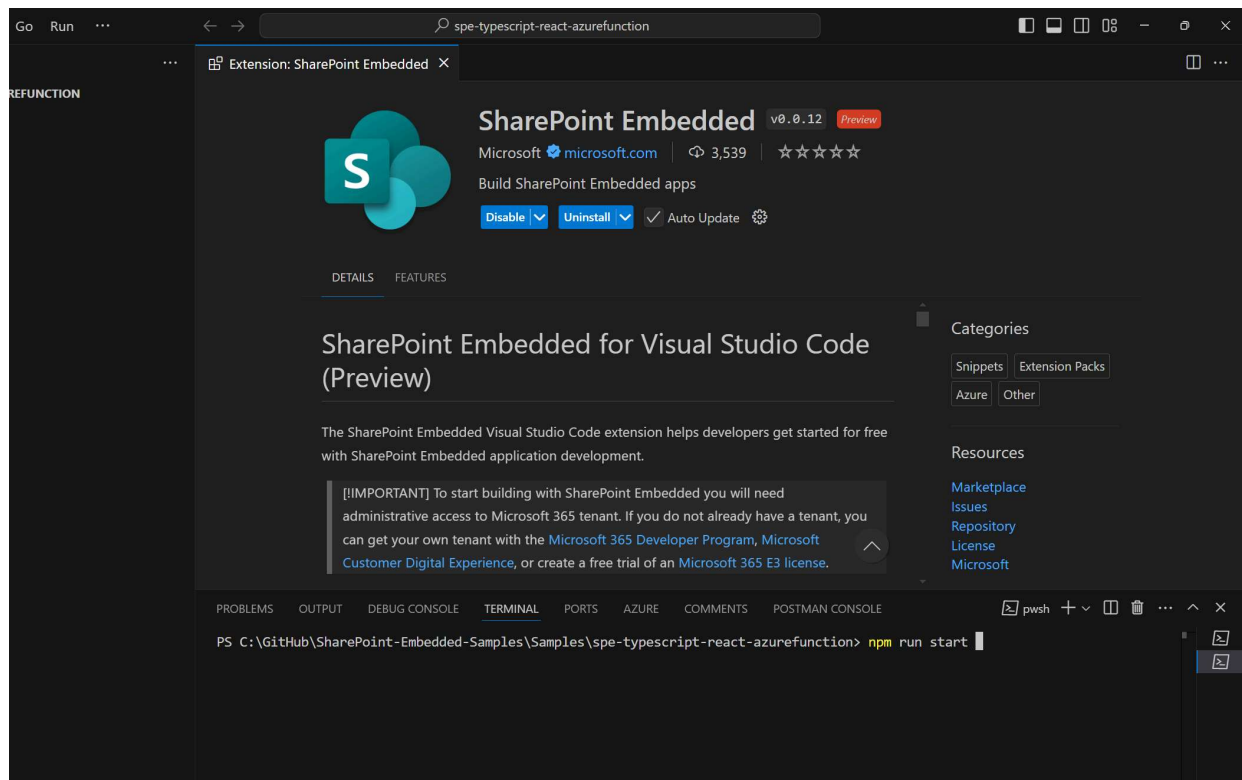 Go Run ···
spe-typescript-react-azurefunction
Extension: SharePoint Embedded
REFUNCTION
S
SharePoint Embedded v0.0.12 Preview
Microsoft microsoft.com 3,539
Build SharePoint Embedded apps
Disable Uninstall Auto Update
DETAILS FEATURES
SharePoint Embedded for Visual Studio Code
(Preview)
The SharePoint Embedded Visual Studio Code extension helps developers get started for free
with SharePoint Embedded application development.
[!IMPORTANT] To start building with SharePoint Embedded you will need
administrative access to Microsoft 365 tenant. If you do not already have a tenant, you
can get your own tenant with the Microsoft 365 Developer Program, Microsoft
Customer Digital Experience, or create a free trial of an Microsoft 365 E3 license.
Categories
Snippets Extension Packs
Azure Other
Resources
Marketplace
Issues
Repository
License
Microsoft
PROBLEMS OUTPUT DEBUG CONSOLE TERMINAL PORTS AZURE COMMENTS POSTMAN CONSOLE pwsh
PS C:\GitHub\SharePoint-Embedded-Samples\Samples\spe-typescript-react-azurefunction> npm run start